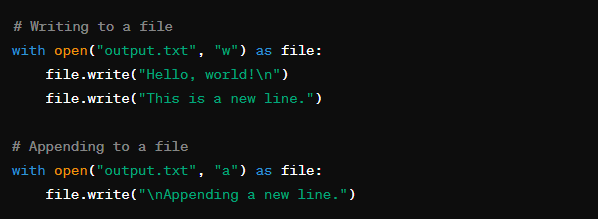 # Writing to a file
with open("output.txt", "w") as file:
    file.write("Hello, world!\n")
    file.write("This is a new line.")

# Appending to a file
with open("output.txt", "a") as file:
    file.write("\nAppending a new line.")